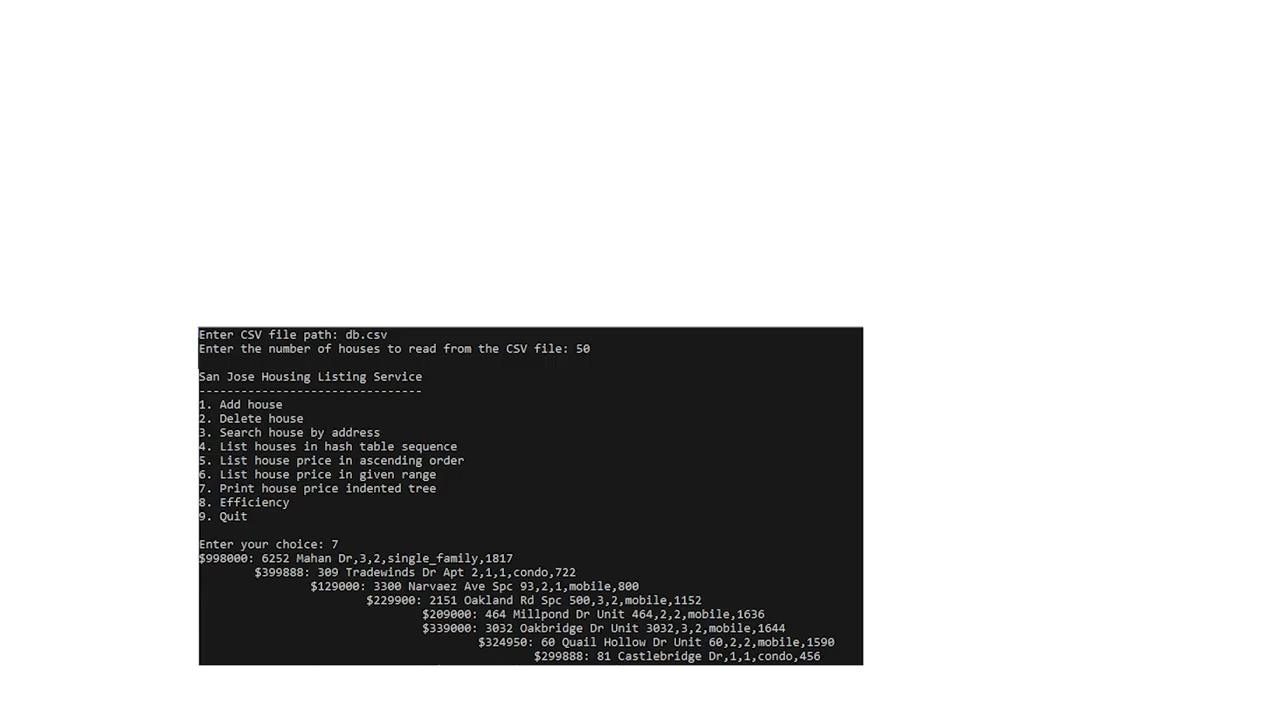 Enter CSV file path: db.csv
Enter the number of houses to read from the CSV file: 50
San Jose Housing Listing Service
--------------------------------
1. Add house
2. Delete house
3. Search house by address
4. List houses in hash table sequence
5. List house price in ascending order
6. List house price in given range
7. Print house price indented tree
8. Efficiency
9. Quit
Enter your choice: 7
$998000: 6252 Mahan Dr,3,2,single_family,1817
$399888: 309 Tradewinds Dr Apt 2,1,1,condo,722
$129000: 3300 Narvaez Ave Spc 93,2,1,mobile,800
$229900: 2151 Oakland Rd Spc 500,3,2,mobile,1152
$209000: 464 Millpond Dr Unit 464,2,2,mobile,1636
$339000: 3032 Oakbridge Dr Unit 3032,3,2,mobile,1644
$324950: 60 Quail Hollow Dr Unit 60,2,2,mobile,1590
$299888: 81 Castlebridge Dr,1,1,condo,456